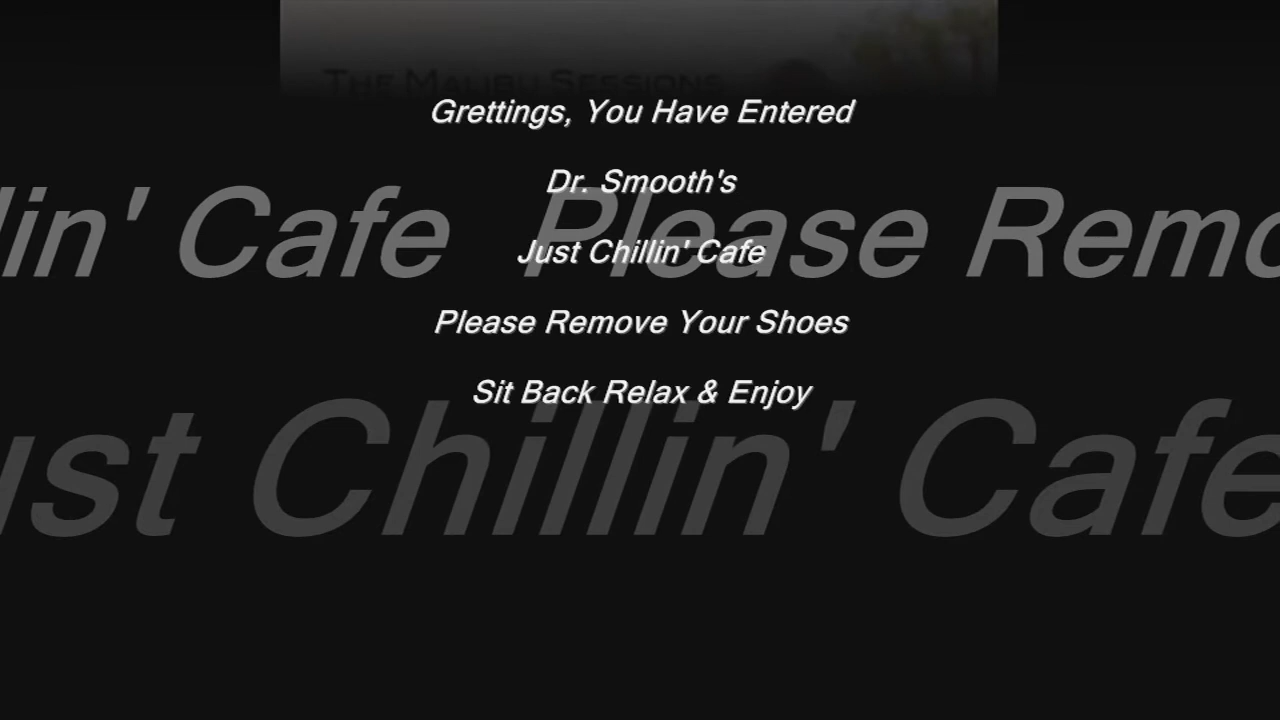 The Malibu Sessions
Grettings, You Have Entered
Dr. Smooth's
lin' Cafe Please Remo
Just Chillin' Cafe
Please Remove Your Shoes
Sit Back Relax & Enjoy
ust Chillin' Cafe